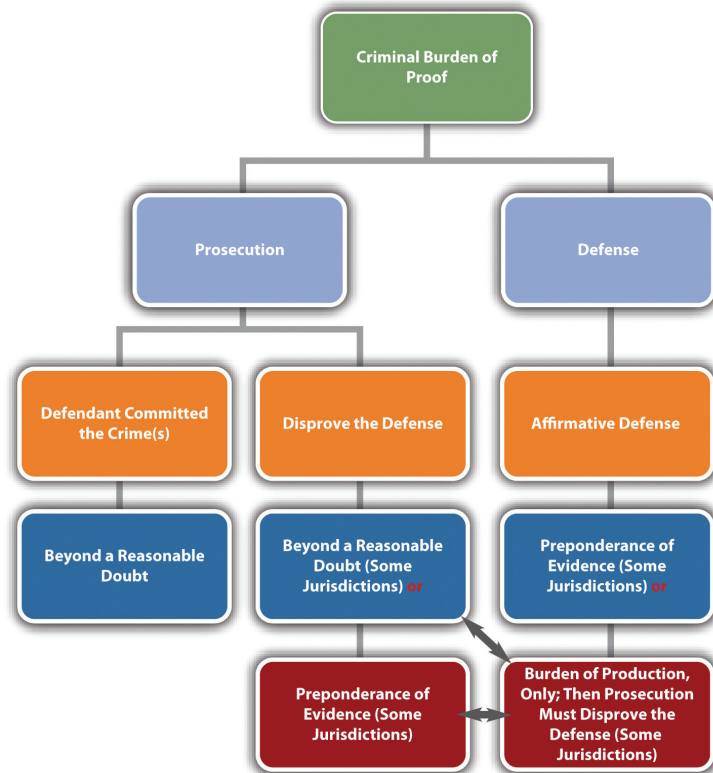 Criminal Burden of
Proof
Prosecution
Defense
Defendant Committed
the Crime(s)
Disprove the Defense
Affirmative Defense
Beyond a Reasonable
Doubt
Beyond a Reasonable
Doubt (Some
Jurisdictions) or
Preponderance of
Evidence (Some
Jurisdictions) or
Preponderance of
Evidence (Some
Jurisdictions)
Burden of Production,
Only; Then Prosecution
Must Disprove the
Defense (Some
Jurisdictions)